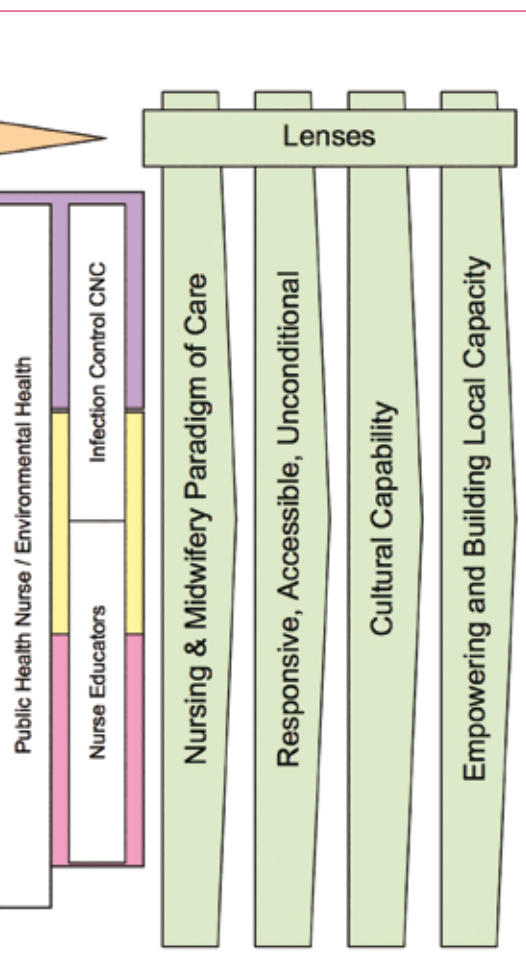 Lenses
Public Health Nurse / Environmental Health
Infection Control CNC
Nurse Educators
Nursing & Midwifery Paradigm of Care
Responsive, Accessible, Unconditional
Cultural Capability
Empowering and Building Local Capacity